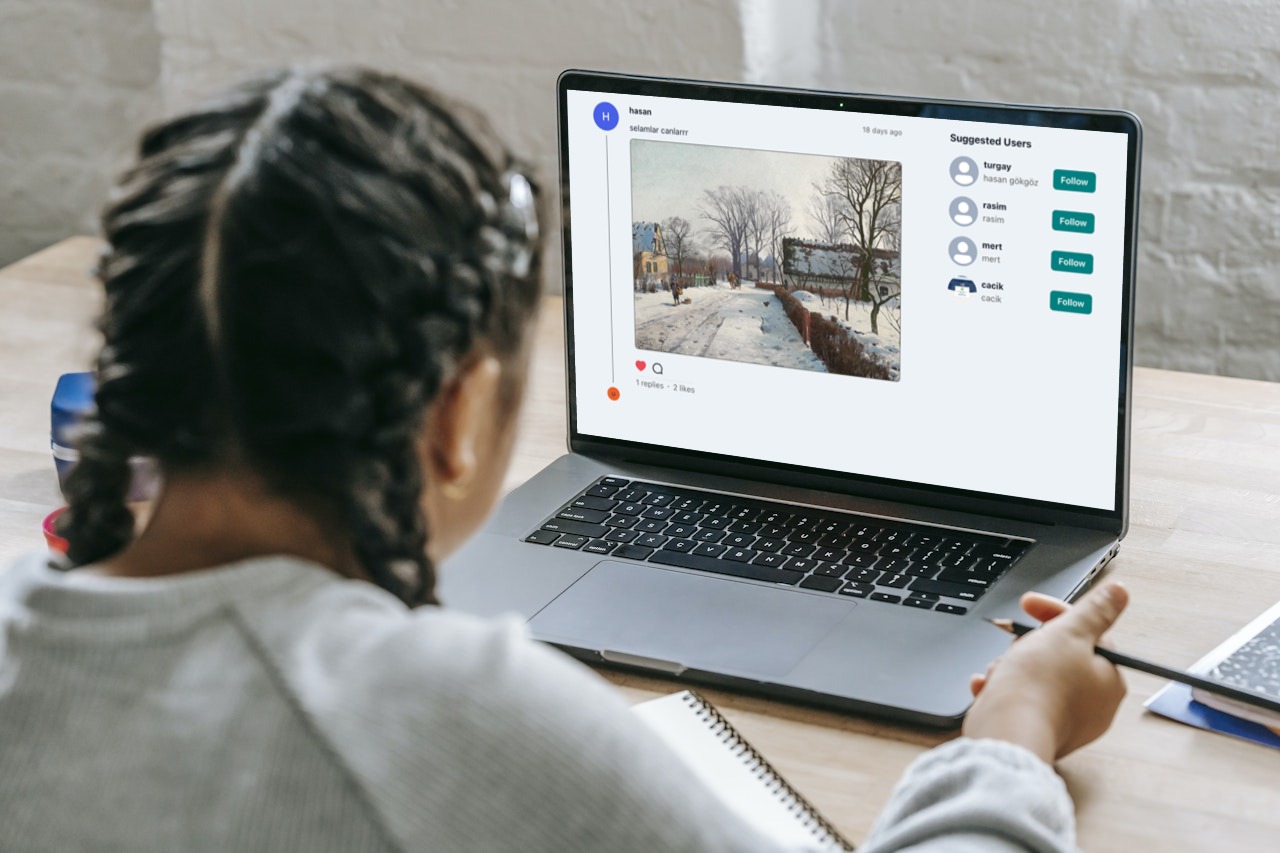 H
hasan
18 days ago
selamlar canlarrr
1 replies · 2 likes
Suggested Users
turgay
hasan gökgöz
Follow
rasim
rasim
Follow
mert
mert
Follow
cacik
cacik
Follow